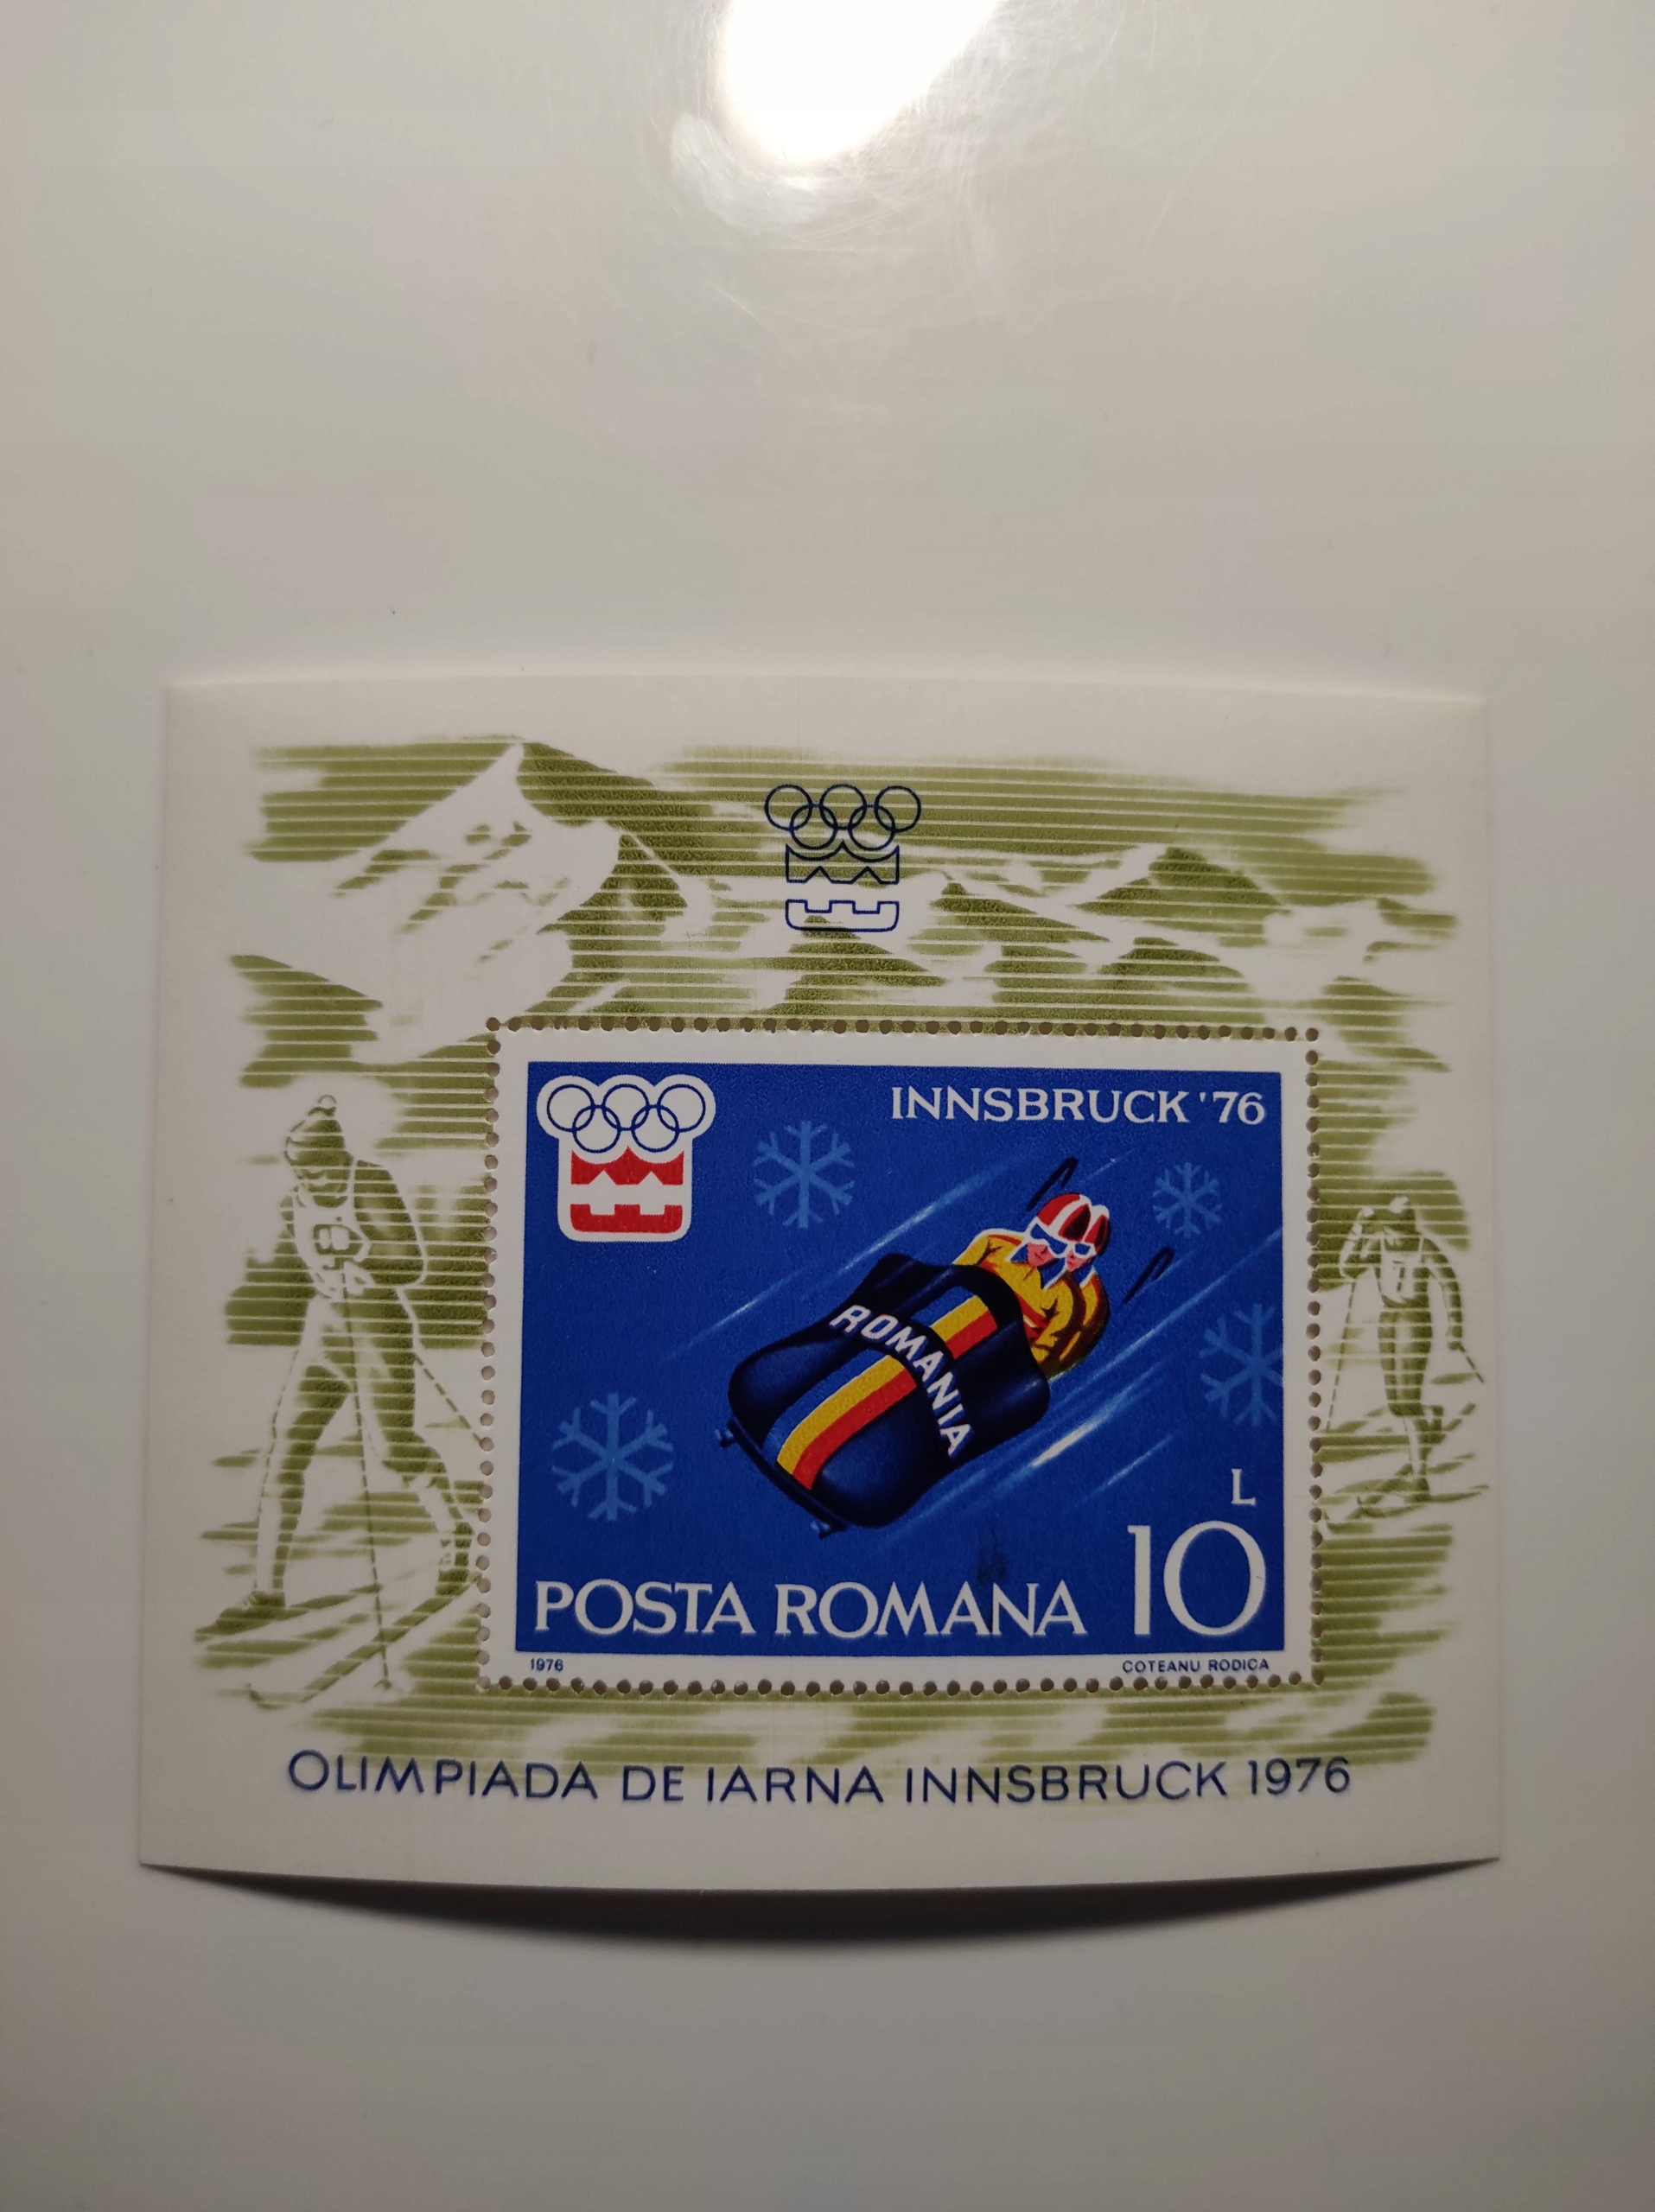 INNSBRUCK '76
ROMANIA
L
10
POSTA ROMANA
1976
COTEANU RODICA
OLIMPIADA DE IARNA INNSBRUCK 1976